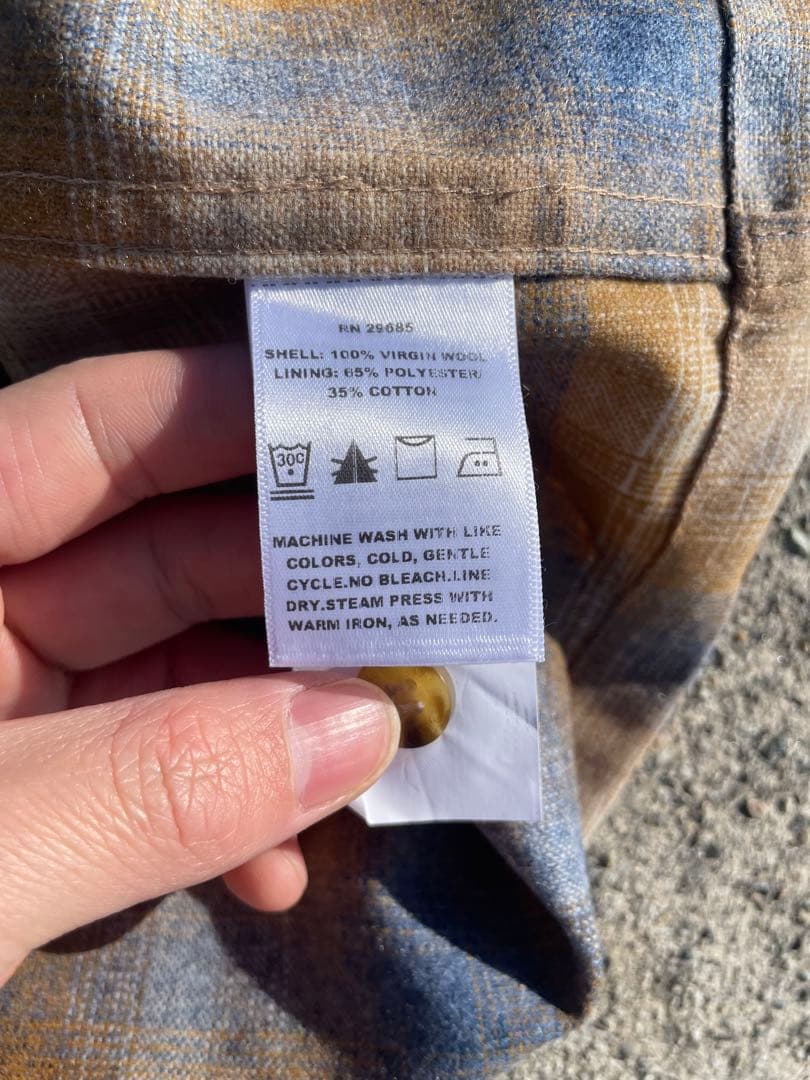 RN 29685
SHELL: 100% VIRGIN WOOL
LINING: 65% POLYESTER/
35% COTTON
30C
MACHINE WASH WITH LIKE
COLORS, COLD, GENTLE
CYCLE.NO BLEACH.LINE
DRY.STEAM PRESS WITH
WARM IRON, AS NEEDED.